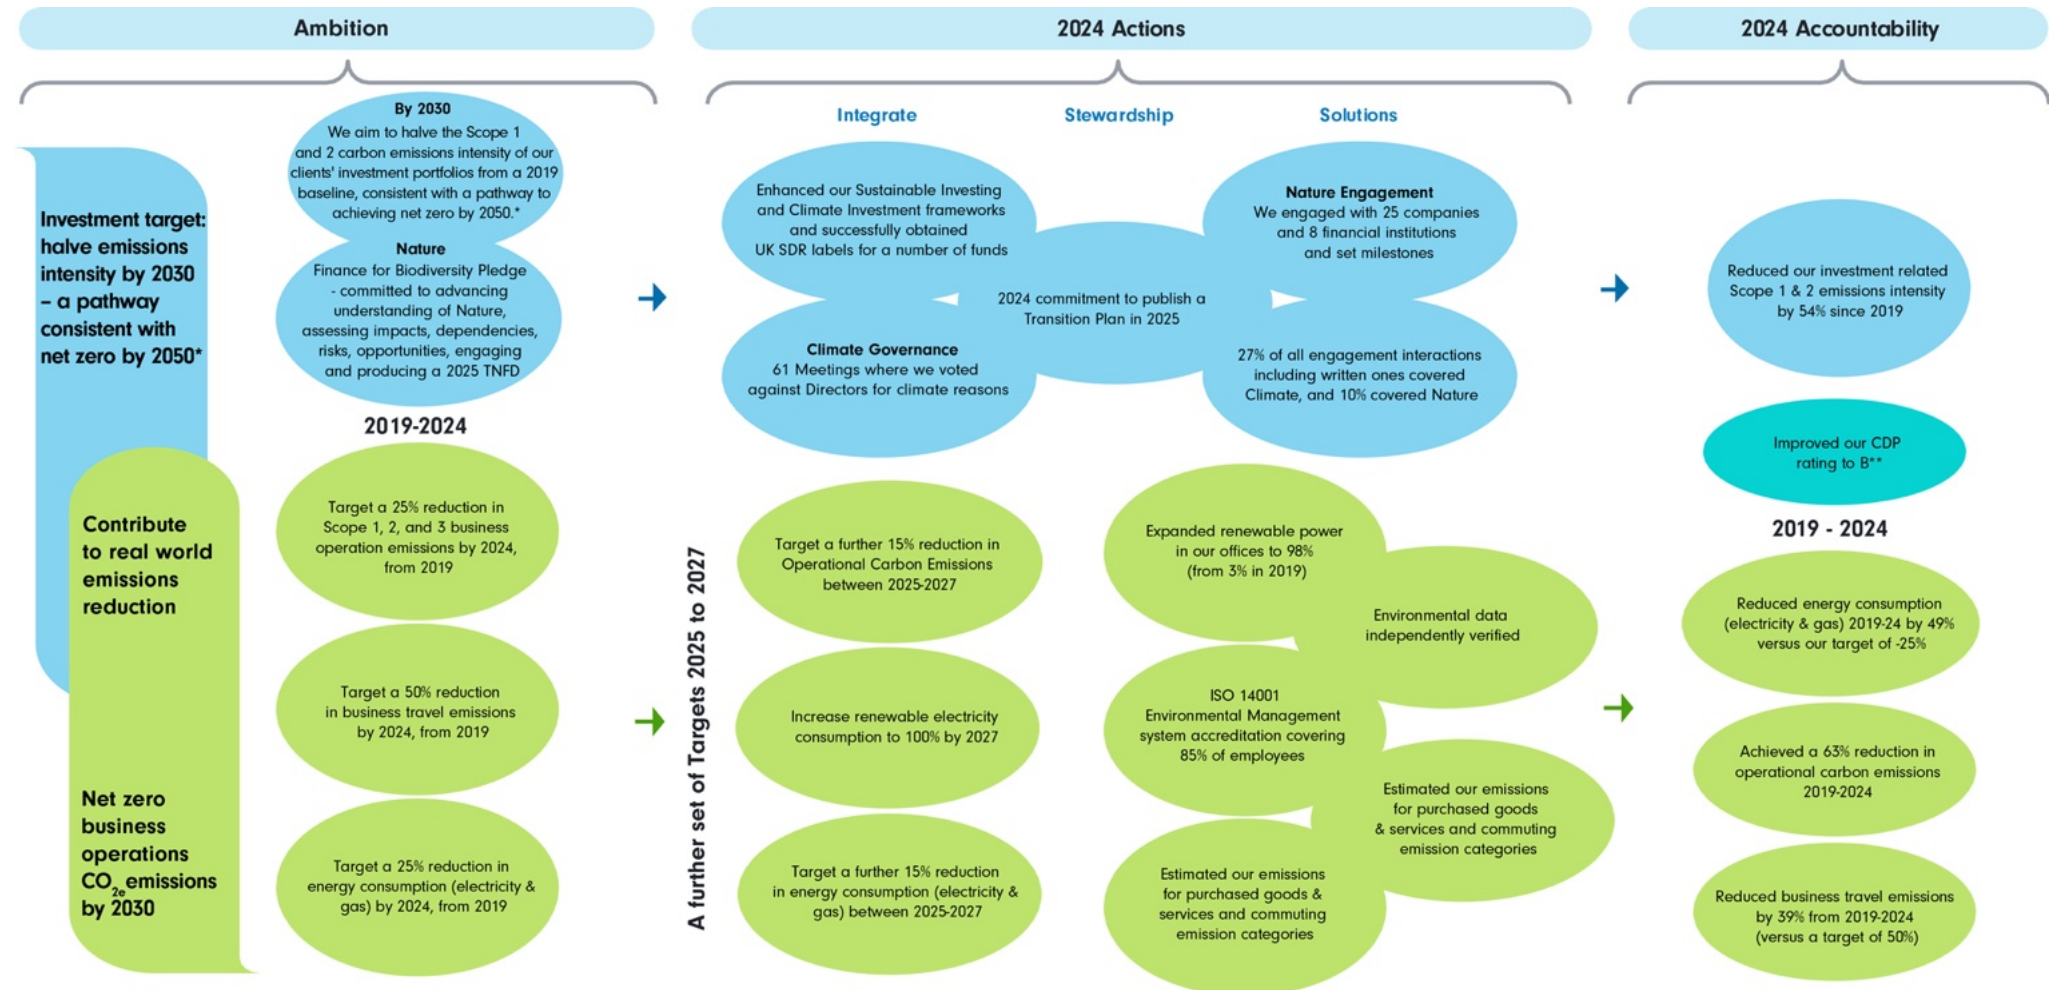 Ambition
2024 Actions
2024 Accountability
Investment target:
halve emissions
intensity by 2030
– a pathway
consistent with
net zero by 2050*
Contribute
to real world
emissions
reduction
Net zero
business
operations
CO2e emissions
by 2030
By 2030
We aim to halve the Scope 1
and 2 carbon emissions intensity of our
clients' investment portfolios from a 2019
baseline, consistent with a pathway to
achieving net zero by 2050.*
Nature
Finance for Biodiversity Pledge
- committed to advancing
understanding of Nature,
assessing impacts, dependencies,
risks, opportunities, engaging
and producing a 2025 TNFD
2019-2024
Target a 25% reduction in
Scope 1, 2, and 3 business
operation emissions by 2024,
from 2019
Target a 50% reduction
in business travel emissions
by 2024, from 2019
Target a 25% reduction in
energy consumption (electricity &
gas) by 2024, from 2019
Integrate
Stewardship
Solutions
Enhanced our Sustainable Investing
and Climate Investment frameworks
and successfully obtained
UK SDR labels for a number of funds
Climate Governance
61 Meetings where we voted
against Directors for climate reasons
2024 commitment to publish a
Transition Plan in 2025
Nature Engagement
We engaged with 25 companies
and 8 financial institutions
and set milestones
27% of all engagement interactions
including written ones covered
Climate, and 10% covered Nature
A further set of Targets 2025 to 2027
Target a further 15% reduction in
Operational Carbon Emissions
between 2025-2027
Increase renewable electricity
consumption to 100% by 2027
Target a further 15% reduction
in energy consumption (electricity &
gas) between 2025-2027
Expanded renewable power
in our offices to 98%
(from 3% in 2019)
Environmental data
independently verified
ISO 14001
Environmental Management
system accreditation covering
85% of employees
Estimated our emissions
for purchased goods
& services and commuting
emission categories
Estimated our emissions
for purchased goods &
services and commuting
emission categories
Reduced our investment related
Scope 1 & 2 emissions intensity
by 54% since 2019
Improved our CDP
rating to B**
2019 - 2024
Reduced energy consumption
(electricity & gas) 2019-24 by 49%
versus our target of -25%
Achieved a 63% reduction in
operational carbon emissions
2019-2024
Reduced business travel emissions
by 39% from 2019-2024
(versus a target of 50%)